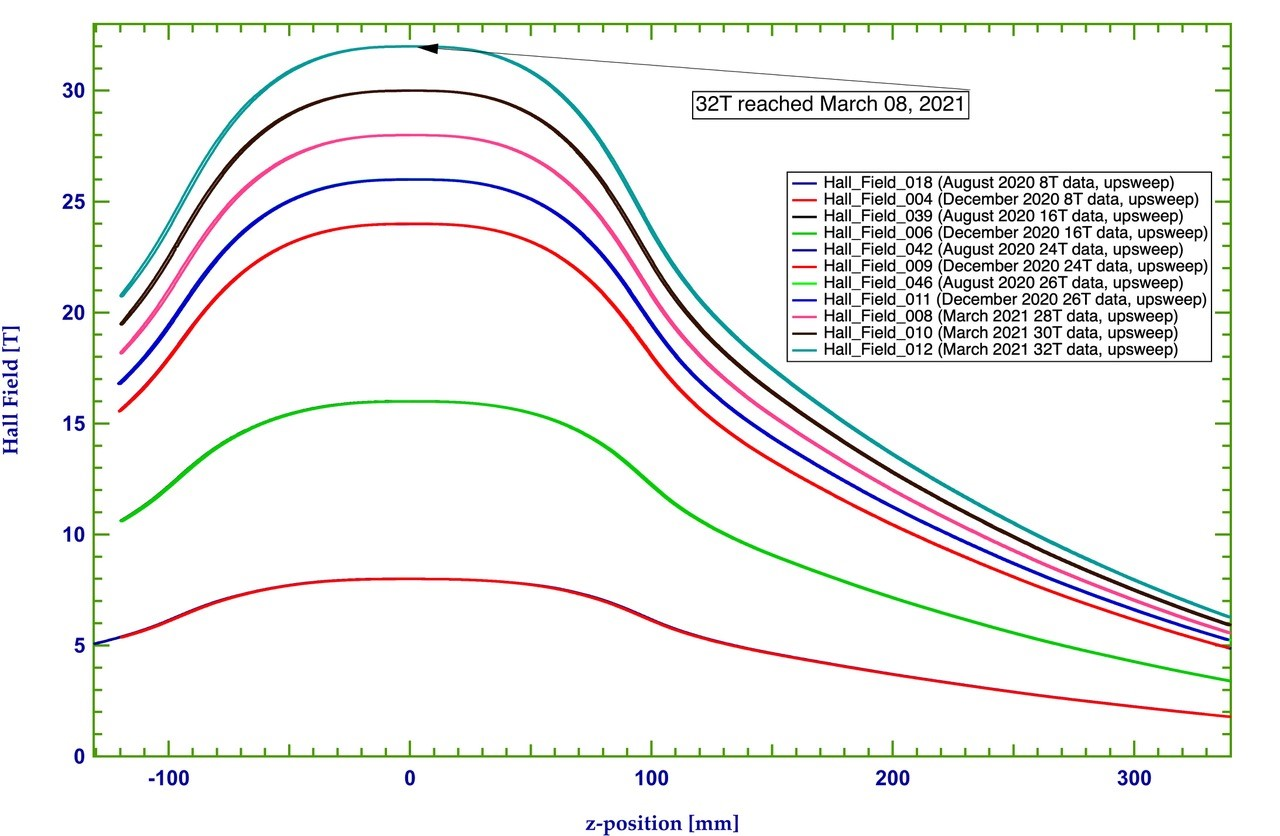 30
25
20
15
10
5
0
Hall Field [T]
32T reached March 08, 2021
Hall_Field_018 (August 2020 8T data, upsweep)
Hall_Field_004 (December 2020 8T data, upsweep)
Hall_Field_039 (August 2020 16T data, upsweep)
Hall_Field_006 (December 2020 16T data, upsweep)
Hall_Field_042 (August 2020 24T data, upsweep)
Hall_Field_009 (December 2020 24T data, upsweep)
Hall_Field_046 (August 2020 26T data, upsweep)
Hall_Field_011 (December 2020 26T data, upsweep)
Hall_Field_008 (March 2021 28T data, upsweep)
Hall_Field_010 (March 2021 30T data, upsweep)
Hall_Field_012 (March 2021 32T data, upsweep)
-100 0 100 200 300
z-position [mm]